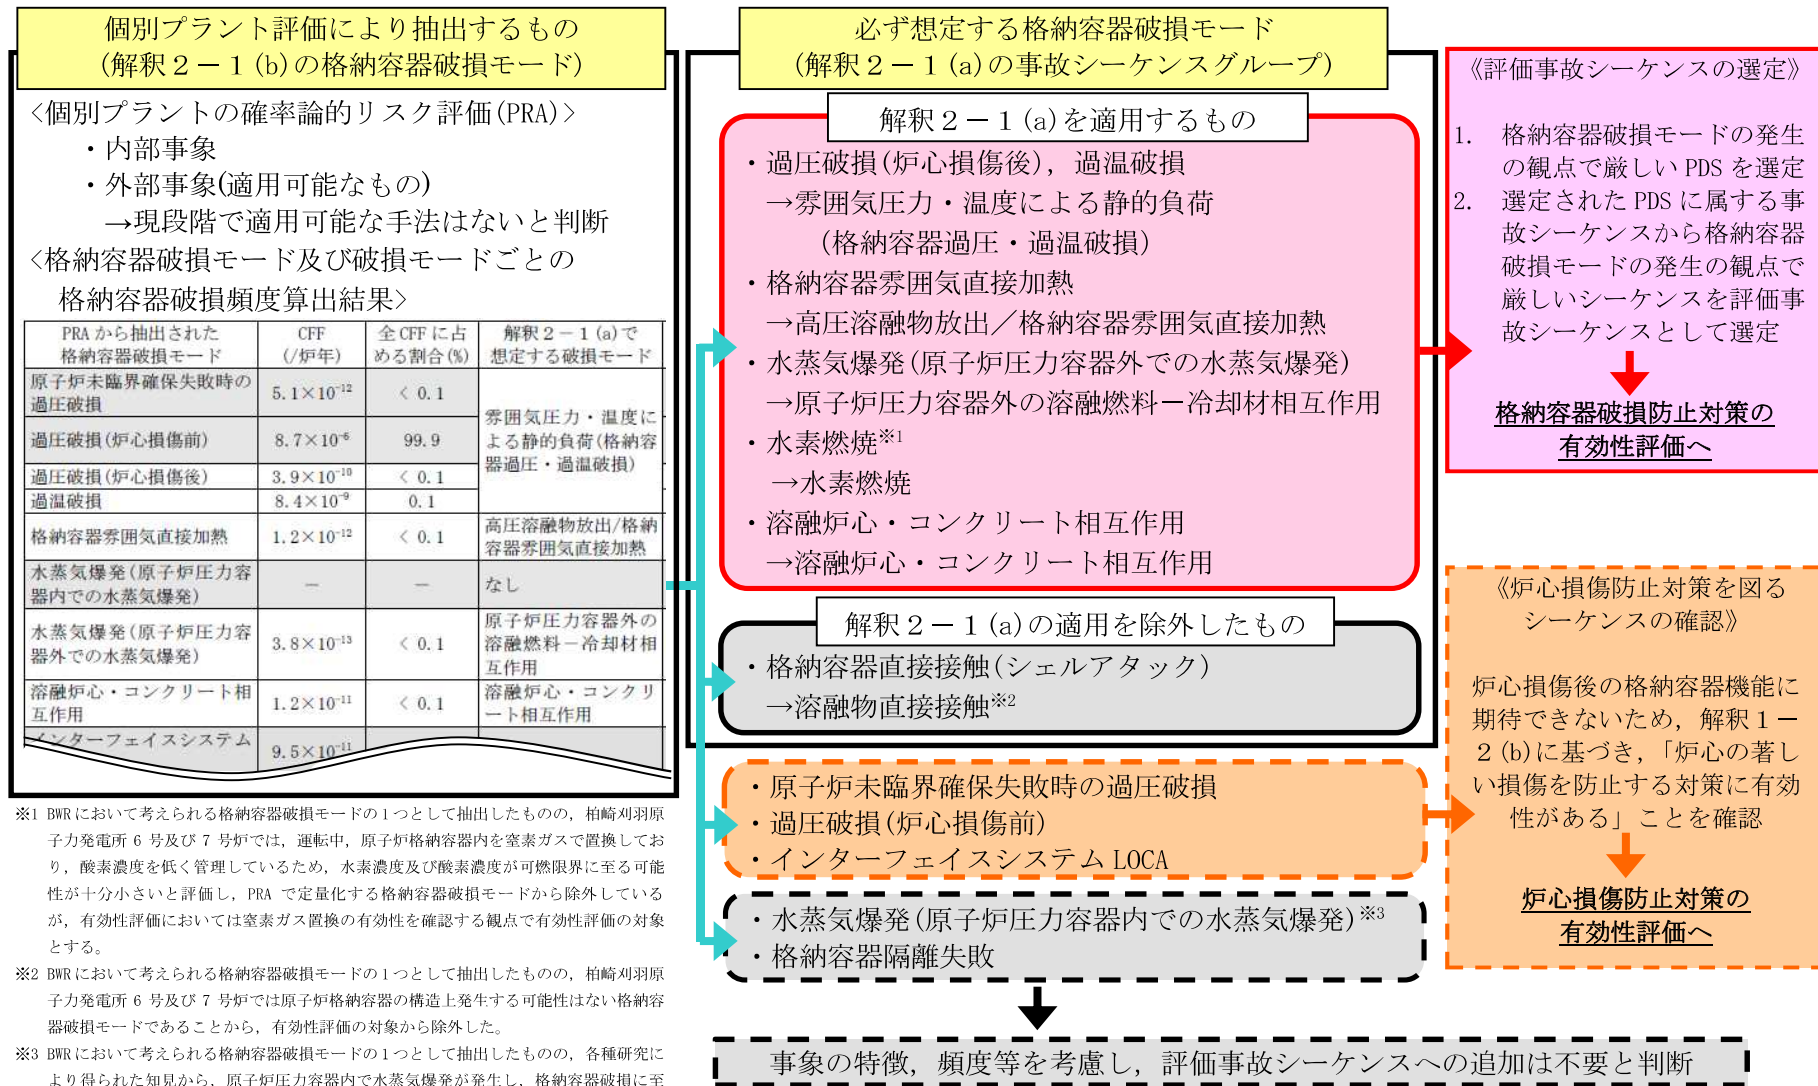 個別プラント評価により抽出するもの
(解釈２－１(b)の格納容器破損モード)
<個別プラントの確率論的リスク評価(PRA)>
・内部事象
・外部事象(適用可能なもの)
→現段階で適用可能な手法はないと判断
<格納容器破損モード及び破損モードごとの
格納容器破損頻度算出結果>
PRA から抽出された
格納容器破損モード
CFF
(/炉年)
全 CFF に占
める割合(%)
解釈２－１(a)で
想定する破損モード
原子炉未臨界確保失敗時の
過圧破損
5.1×10⁻¹²
< 0.1
過圧破損(炉心損傷前)
8.7×10⁻⁶
99.9
雰囲気圧力・温度に
よる静的負荷(格納容
器過圧・過温破損)
過圧破損(炉心損傷後)
3.9×10⁻¹⁰
< 0.1
過温破損
8.4×10⁻⁹
0.1
格納容器雰囲気直接加熱
1.2×10⁻¹²
< 0.1
高圧溶融物放出/格納
容器雰囲気直接加熱
水蒸気爆発(原子炉圧力容
器内での水蒸気爆発)
－
－
なし
水蒸気爆発(原子炉圧力容
器外での水蒸気爆発)
3.8×10⁻¹³
< 0.1
原子炉圧力容器外の
溶融燃料－冷却材相
互作用
溶融炉心・コンクリート相
互作用
1.2×10⁻¹¹
< 0.1
溶融炉心・コンクリ
ート相互作用
インターフェイスシステム
9.5×10⁻¹¹
※1 BWRにおいて考えられる格納容器破損モードの1つとして抽出したものの，柏崎刈羽原
子力発電所 6 号及び 7 号炉では，運転中，原子炉格納容器内を窒素ガスで置換してお
り，酸素濃度を低く管理しているため，水素濃度及び酸素濃度が可燃限界に至る可能
性が十分小さいと評価し，PRA で定量化する格納容器破損モードから除外している
が，有効性評価においては窒素ガス置換の有効性を確認する観点で有効性評価の対象
とする。
※2 BWRにおいて考えられる格納容器破損モードの1つとして抽出したものの，柏崎刈羽原
子力発電所 6 号及び 7 号炉では原子炉格納容器の構造上発生する可能性はない格納容
器破損モードであることから，有効性評価の対象から除外した。
※3 BWRにおいて考えられる格納容器破損モードの1つとして抽出したものの，各種研究に
より得られた知見から，原子炉圧力容器内で水蒸気爆発が発生し，格納容器破損に至
必ず想定する格納容器破損モード
(解釈２－１(a)の事故シーケンスグループ)
解釈２－１(a)を適用するもの
・過圧破損(炉心損傷後)，過温破損
→雰囲気圧力・温度による静的負荷
(格納容器過圧・過温破損)
・格納容器雰囲気直接加熱
→高圧溶融物放出／格納容器雰囲気直接加熱
・水蒸気爆発(原子炉圧力容器外での水蒸気爆発)
→原子炉圧力容器外の溶融燃料－冷却材相互作用
・水素燃焼※1
→水素燃焼
・溶融炉心・コンクリート相互作用
→溶融炉心・コンクリート相互作用
解釈２－１(a)の適用を除外したもの
・格納容器直接接触(シェルアタック)
→溶融物直接接触※2
・原子炉未臨界確保失敗時の過圧破損
・過圧破損(炉心損傷前)
・インターフェイスシステム LOCA
・水蒸気爆発(原子炉圧力容器内での水蒸気爆発)※3
・格納容器隔離失敗
事象の特徴，頻度等を考慮し，評価事故シーケンスへの追加は不要と判断
《評価事故シーケンスの選定》
1. 格納容器破損モードの発生
の観点で厳しい PDS を選定
2. 選定された PDS に属する事
故シーケンスから格納容器
破損モードの発生の観点で
厳しいシーケンスを評価事
故シーケンスとして選定
格納容器破損防止対策の
有効性評価へ
《炉心損傷防止対策を図る
シーケンスの確認》
炉心損傷後の格納容器機能に
期待できないため，解釈１－
２(b)に基づき，「炉心の著し
い損傷を防止する対策に有効
性がある」ことを確認
炉心損傷防止対策の
有効性評価へ